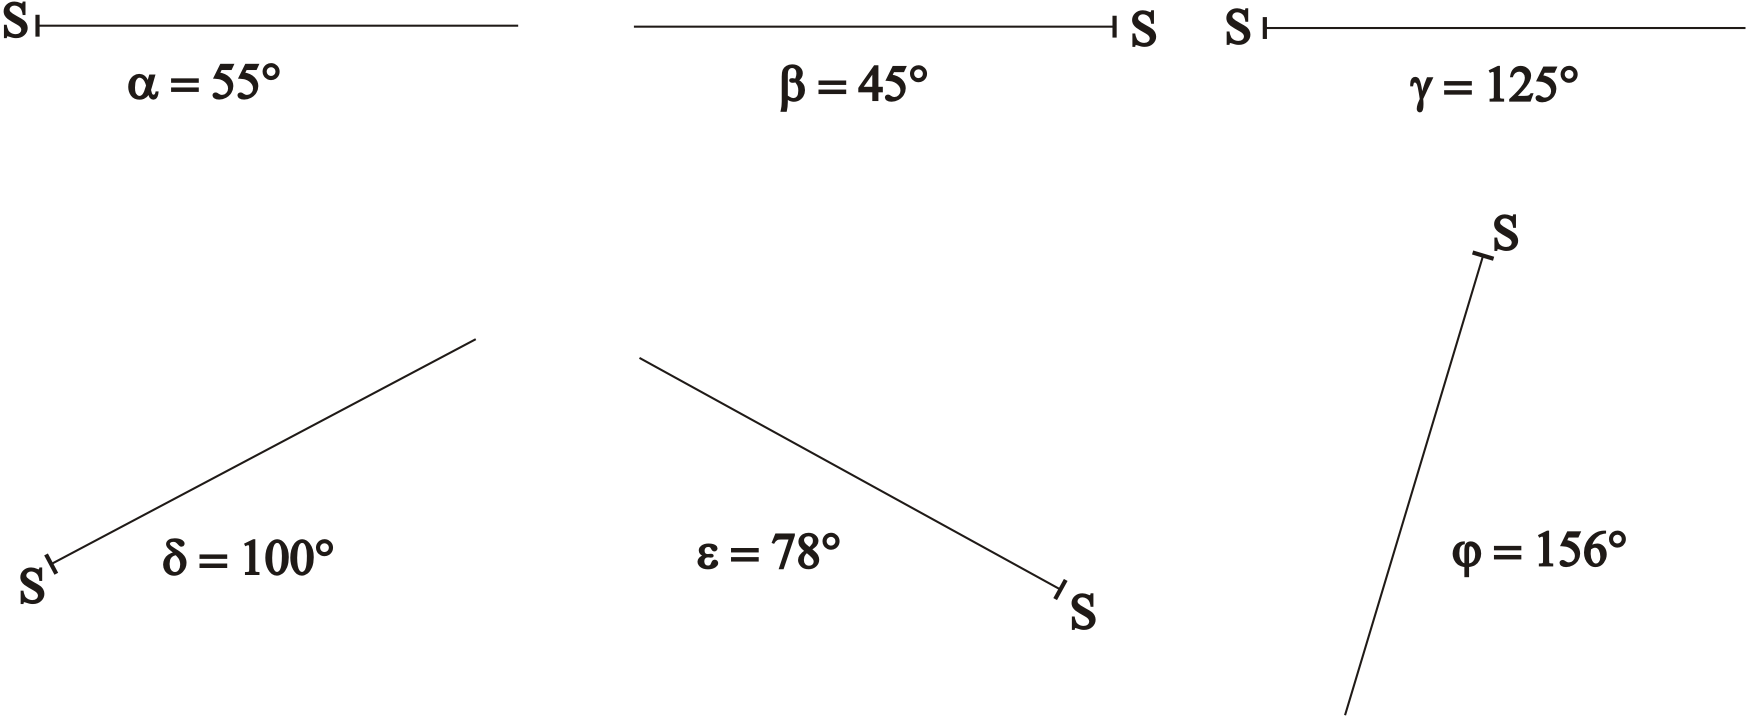 S S S
α = 55° β = 45° γ = 125°
S
S δ = 100° ε = 78° S φ = 156°